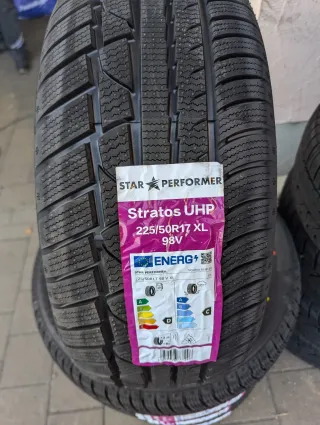 STAR PERFORMER
Stratos UHP
225/50R17 XL
98V
ENERG
D
C